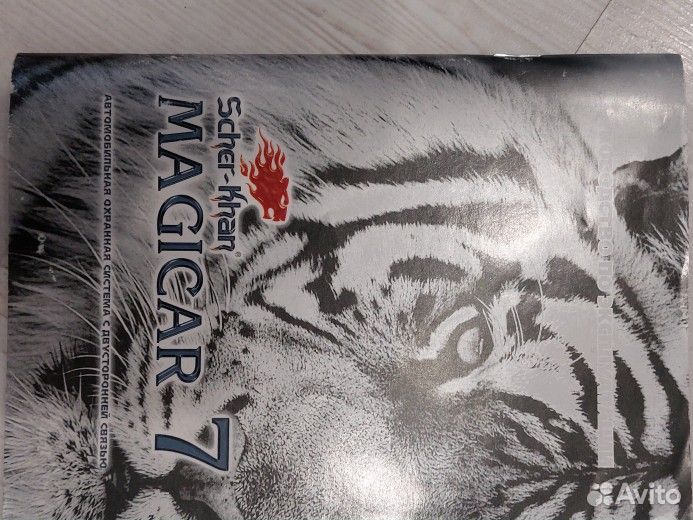 Scher-Khan®
MAGICAR 7
АВТОМОБИЛЬНАЯ ОХРАННАЯ СИСТЕМА С ДВУСТОРОННЕЙ СВЯЗЬЮ
Avito